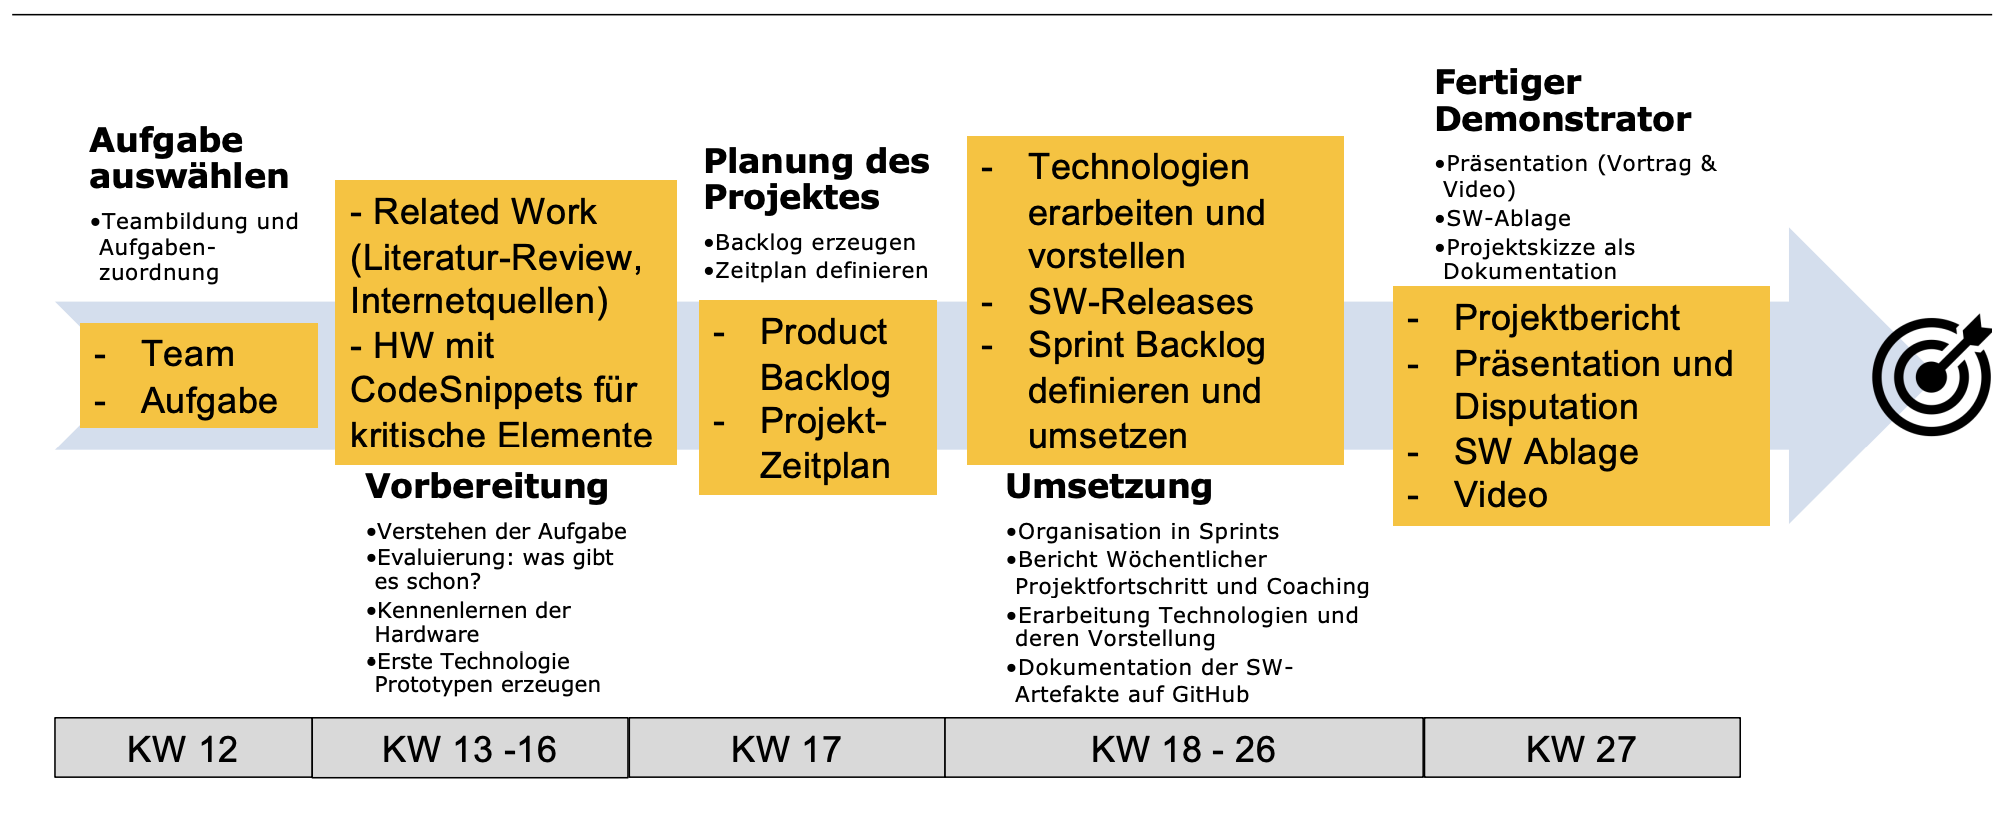 Aufgabe
auswählen
•Teambildung und
Aufgaben-
zuordnung
- Team
- Aufgabe
- Related Work
(Literatur-Review,
Internetquellen)
- HW mit
CodeSnippets für
kritische Elemente
Vorbereitung
•Verstehen der Aufgabe
•Evaluierung: was gibt
es schon?
•Kennenlernen der
Hardware
•Erste Technologie
Prototypen erzeugen
Planung des
Projektes
•Backlog erzeugen
•Zeitplan definieren
- Product
Backlog
- Projekt-
Zeitplan
- Technologien
erarbeiten und
vorstellen
- SW-Releases
- Sprint Backlog
definieren und
umsetzen
Umsetzung
•Organisation in Sprints
•Bericht Wöchentlicher
Projektfortschritt und Coaching
•Erarbeitung Technologien und
deren Vorstellung
•Dokumentation der SW-
Artefakte auf GitHub
Fertiger
Demonstrator
•Präsentation (Vortrag &
Video)
•SW-Ablage
•Projektskizze als
Dokumentation
- Projektbericht
- Präsentation und
Disputation
- SW Ablage
- Video
KW 12
KW 13 -16
KW 17
KW 18 - 26
KW 27